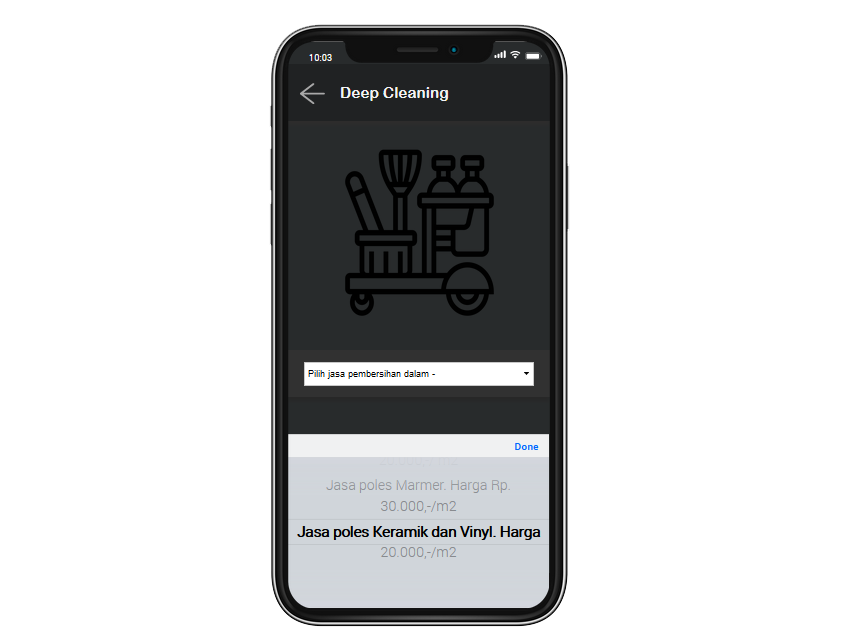 10:03
Deep Cleaning
Pilih jasa pembersihan dalam -
Done
Jasa poles Marmer. Harga Rp.
30.000,-/m2
Jasa poles Keramik dan Vinyl. Harga
20.000,-/m2